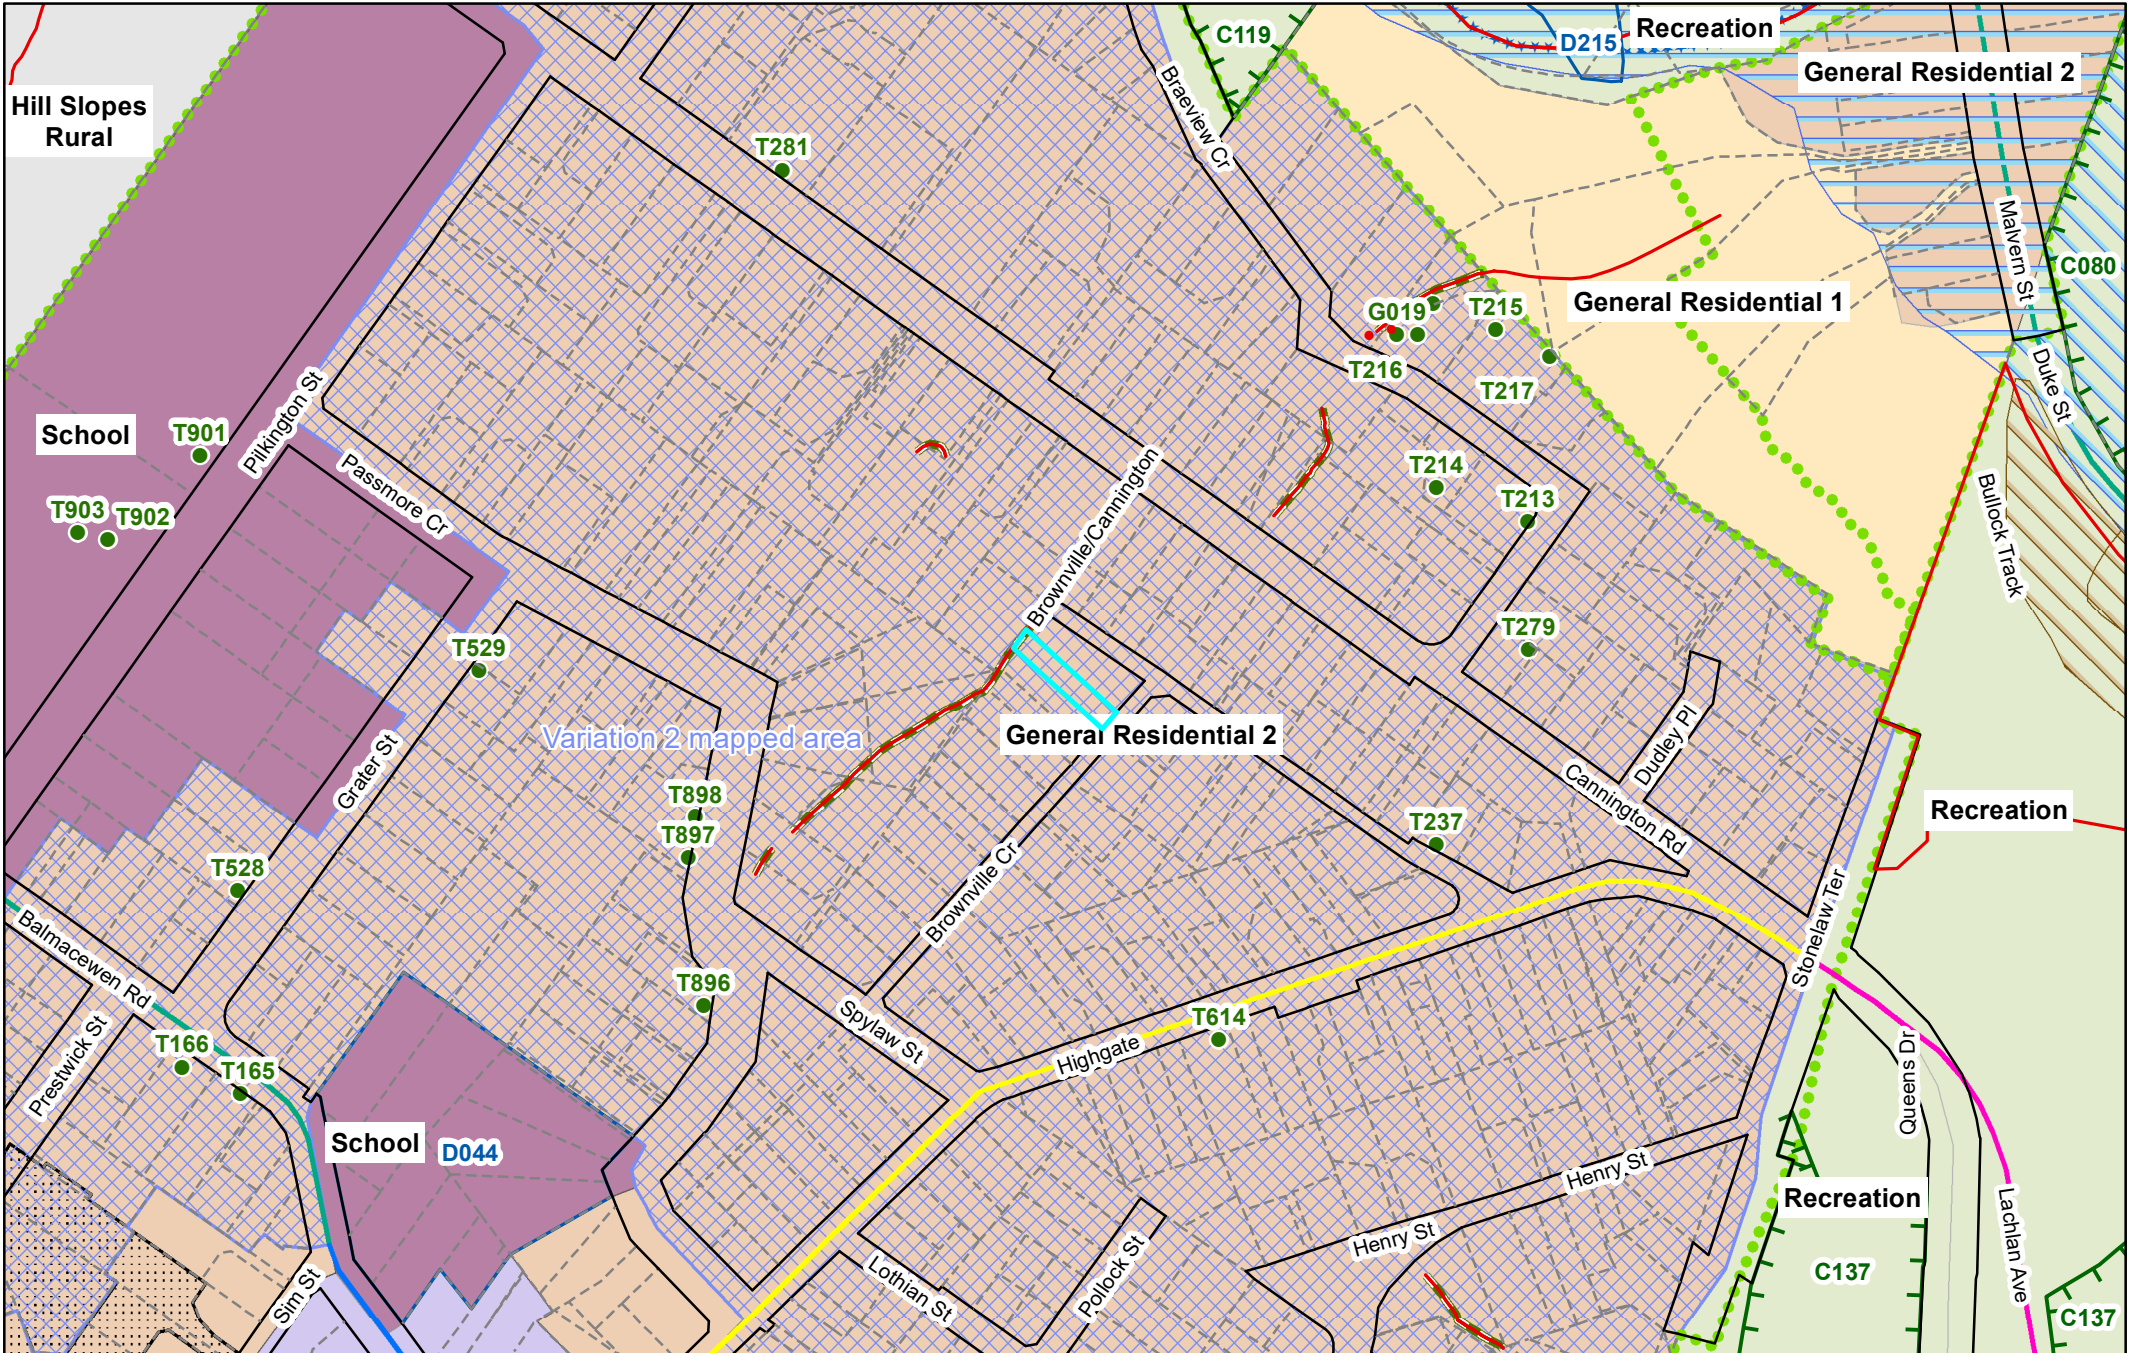 C119
D215
Recreation
General Residential 2
Hill Slopes
Rural
Braeview Cr
T281
Malvern St
C080
G019
T215
General Residential 1
T216
T217
Duke St
School
T901
Pilkington St
Passmore Cr
T903
T902
Brownville/Cannington
T214
T213
Bullock Track
T529
T279
Variation 2 mapped area
General Residential 2
Dudley Pl
Grater St
T898
T897
Cannington Rd
T237
Recreation
T528
Brownville Cr
Stonelaw Ter
Balmacewen Rd
T896
Spylaw St
T614
Highgate
Prestwick St
T166
T165
Queens Dr
School
D044
Henry St
Recreation
Henry St
Lachlan Ave
Sim St
Lothian St
Pollock St
C137
C137